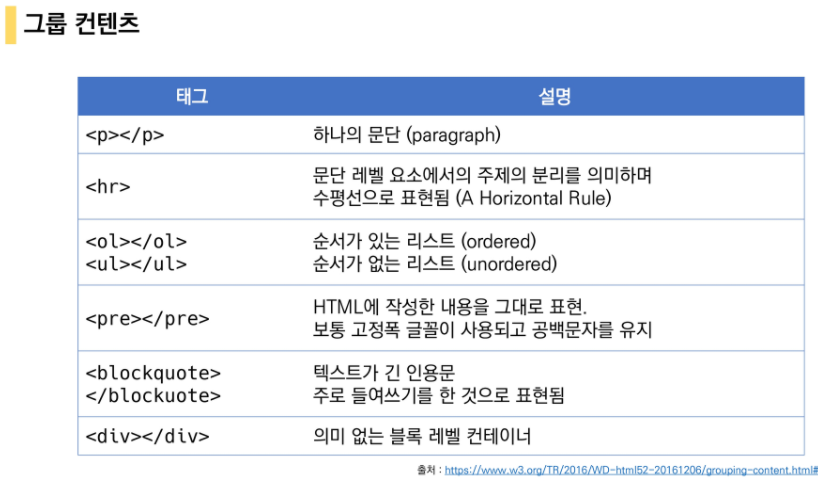 그룹 컨텐츠
태그 설명
<p></p> 하나의 문단 (paragraph)
<hr> 문단 레벨 요소에서의 주제의 분리를 의미하며
수평선으로 표현됨 (A Horizontal Rule)
<ol></ol> 순서가 있는 리스트 (ordered)
<ul></ul> 순서가 없는 리스트 (unordered)
<pre></pre> HTML에 작성한 내용을 그대로 표현.
보통 고정폭 글꼴이 사용되고 공백문자를 유지
<blockquote> 텍스트가 긴 인용문
</blockuote> 주로 들여쓰기를 한 것으로 표현됨
<div></div> 의미 없는 블록 레벨 컨테이너
출처 : https://www.w3.org/TR/2016/WD-html52-20161206/grouping-content.html#